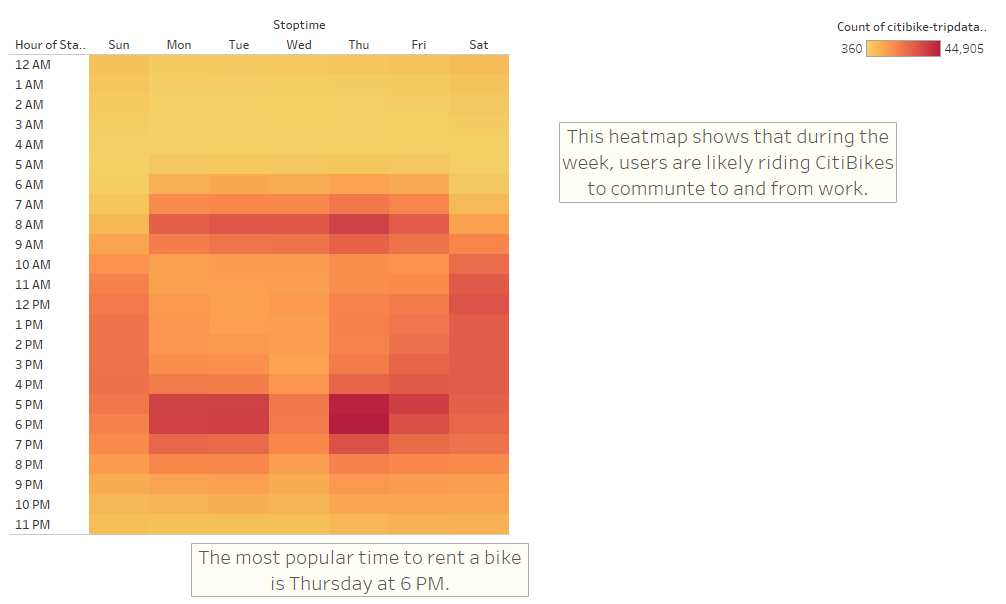 Stoptime
Hour of Sta.. Sun Mon Tue Wed Thu Fri Sat
12 AM
1 AM
2 AM
3 AM
4 AM
5 AM
6 AM
7 AM
8 AM
9 AM
10 AM
11 AM
12 PM
1 PM
2 PM
3 PM
4 PM
5 PM
6 PM
7 PM
8 PM
9 PM
10 PM
11 PM
Count of citibike-tripdata..
360 44,905
This heatmap shows that during the
week, users are likely riding CitiBikes
to communte to and from work.
The most popular time to rent a bike
is Thursday at 6 PM.